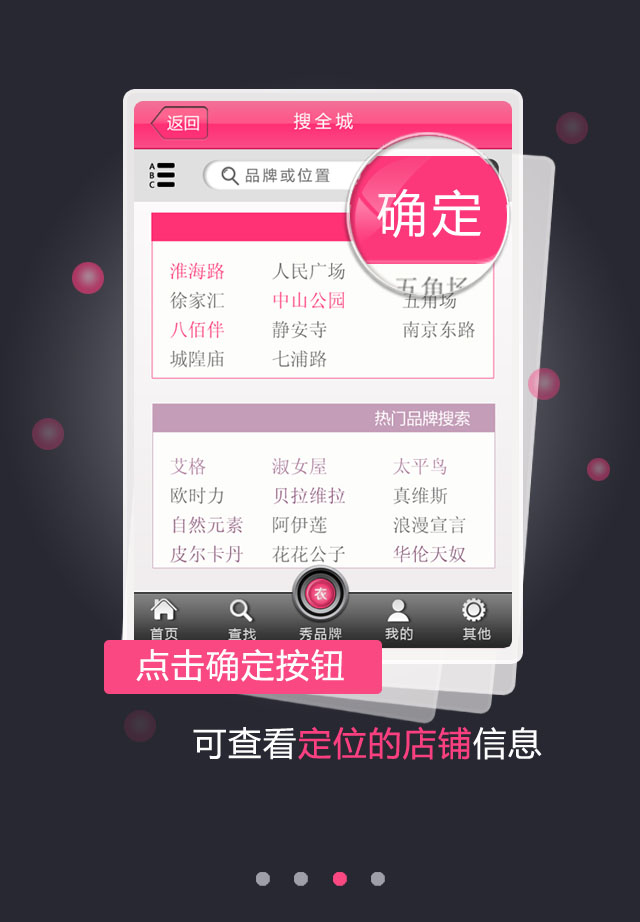 返回 搜全城
A
B
C
品牌或位置
确定
淮海路 人民广场 五角场
徐家汇 中山公园 五角场
八佰伴 静安寺 南京东路
城隍庙 七浦路
热门品牌搜索
艾格 淑女屋 太平鸟
欧时力 贝拉维拉 真维斯
自然元素 阿伊莲 浪漫宣言
皮尔卡丹 花花公子 华伦天奴
衣
首页 查找 秀品牌 我的 其他
点击确定按钮
可查看定位的店铺信息